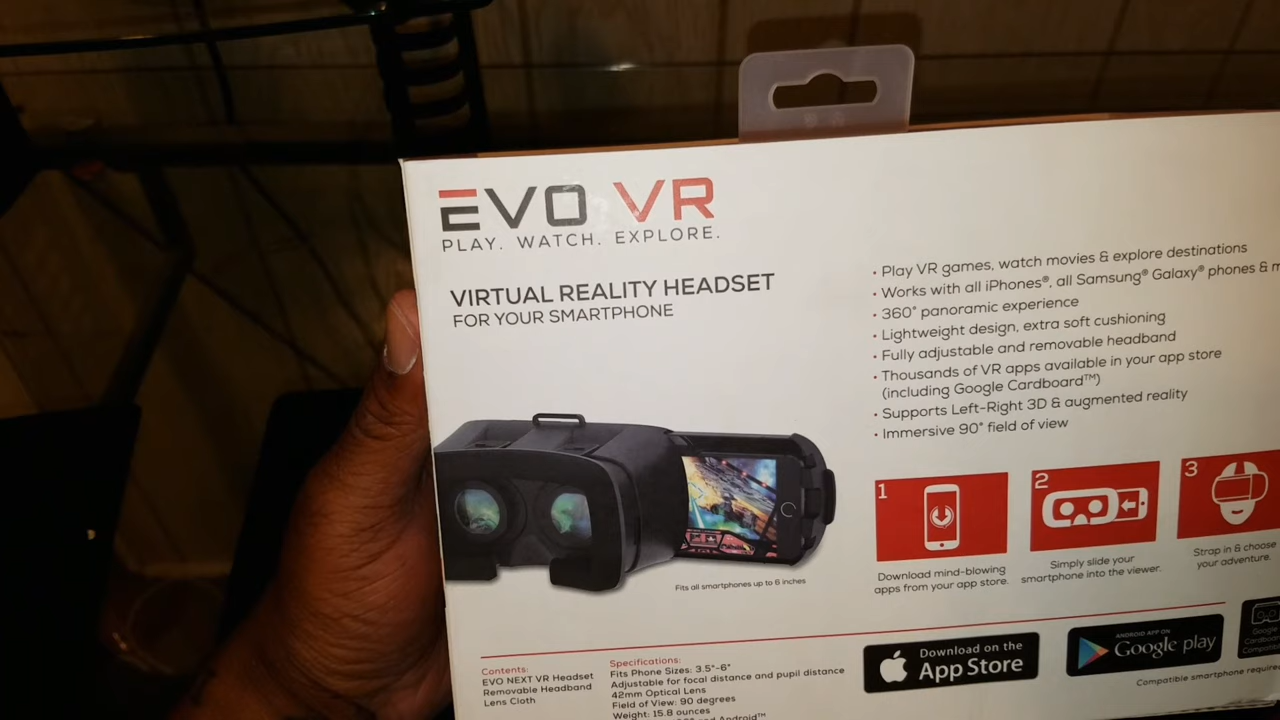 EVO VR
PLAY. WATCH. EXPLORE.
VIRTUAL REALITY HEADSET
FOR YOUR SMARTPHONE
• Play VR games, watch movies & explore destinations
• Works with all iPhones®, all Samsung® Galaxy® phones &
• 360° panoramic experience
• Lightweight design, extra soft cushioning
• Fully adjustable and removable headband
• Thousands of VR apps available in your app store
(including Google Cardboard™)
• Supports Left-Right 3D & augmented reality
• Immersive 90° field of view
1
2
3
Download mind-blowing
apps from your app store.
Simply slide your
smartphone into the viewer.
Strap in & choose
your adventure.
Fits all smartphones up to 6 inches
Contents:
EVO NEXT VR Headset
Removable Headband
Lens Cloth
Specifications:
Fits Phone Sizes: 3.5"-6"
Adjustable for focal distance and pupil distance
42mm Optical Lens
Field of View: 90 degrees
Weight: 15.8 ounces
and Android™
Download on the
App Store
ANDROID APP ON
Google play
Google
Compatible smartphone